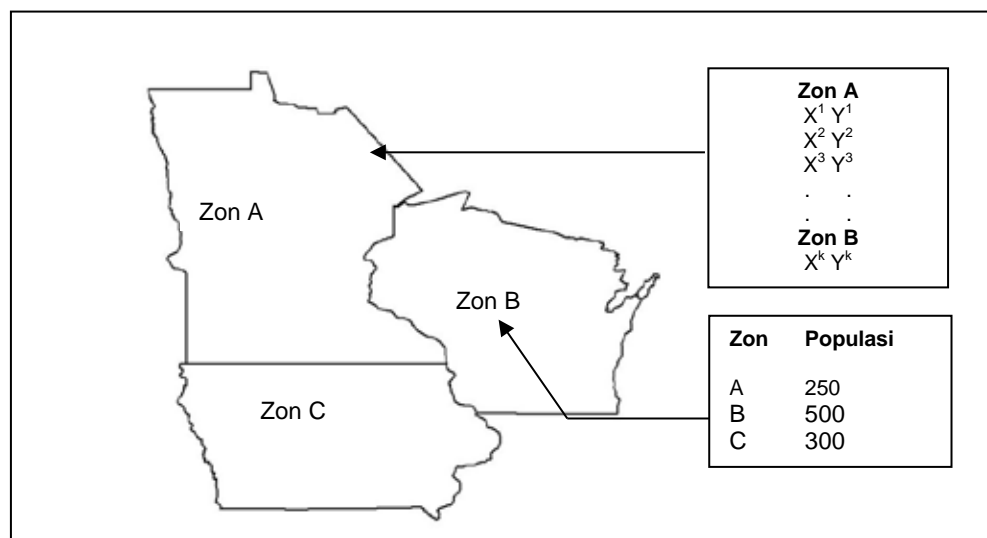 Zon A
Zon B
Zon C
Zon A
X¹ Y¹
X² Y²
X³ Y³
. .
. .
Zon B
Xᵏ Yᵏ
Zon Populasi
A 250
B 500
C 300